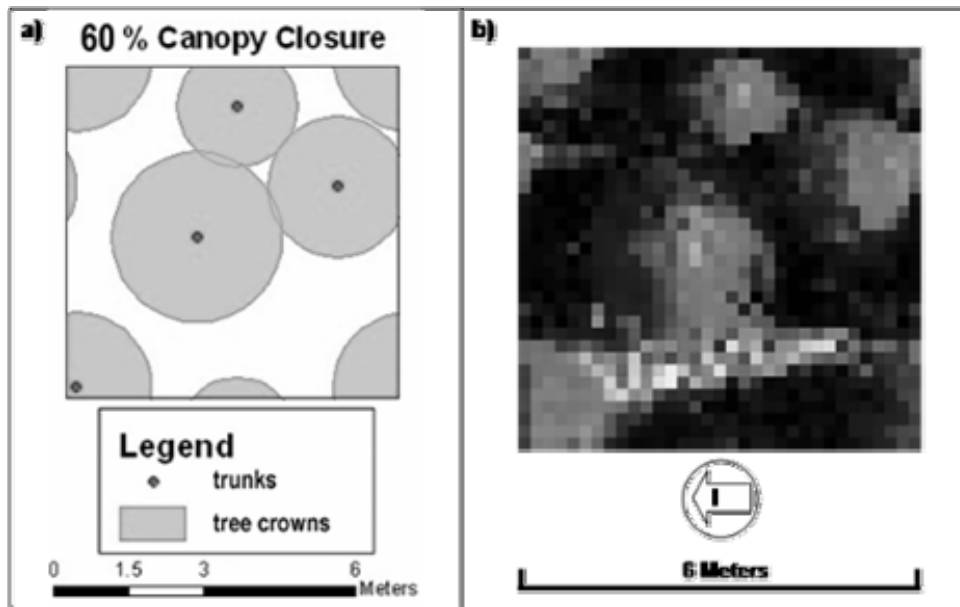 a)
60 % Canopy Closure
Legend
trunks
tree crowns
0 1.5 3 6
Meters
b)
6 Meters